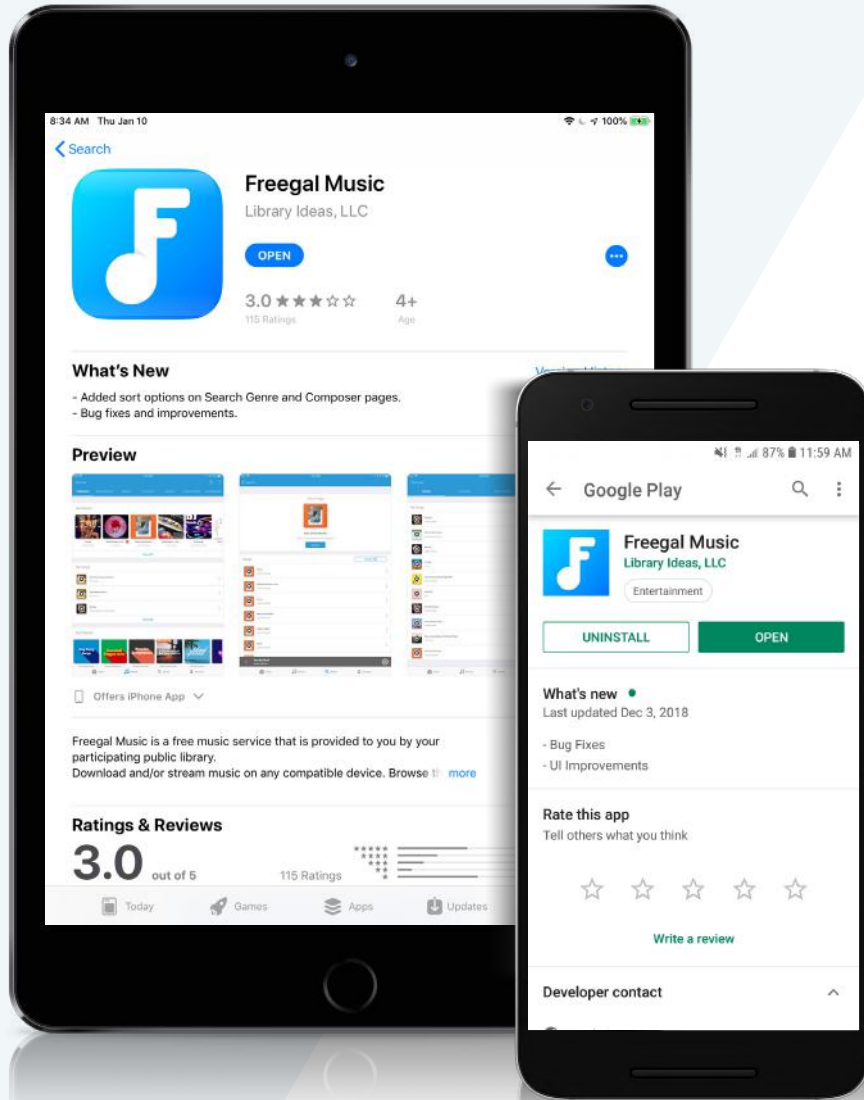 8:34 AM Thu Jan 10
100%
Search
Freegal Music
Library Ideas, LLC
OPEN
3.0 ★★★☆☆
4+
115 Ratings
Age
What's New
- Added sort options on Search Genre and Composer pages.
- Bug fixes and improvements.
Preview
Offers iPhone App
Freegal Music is a free music service that is provided to you by your
participating public library.
Download and/or stream music on any compatible device. Browse more
Ratings & Reviews
3.0 out of 5
115 Ratings
Today
Games
Apps
Updates
87% 11:59 AM
Google Play
Freegal Music
Library Ideas, LLC
Entertainment
UNINSTALL
OPEN
What's new
Last updated Dec 3, 2018
- Bug Fixes
- UI Improvements
Rate this app
Tell others what you think
Write a review
Developer contact